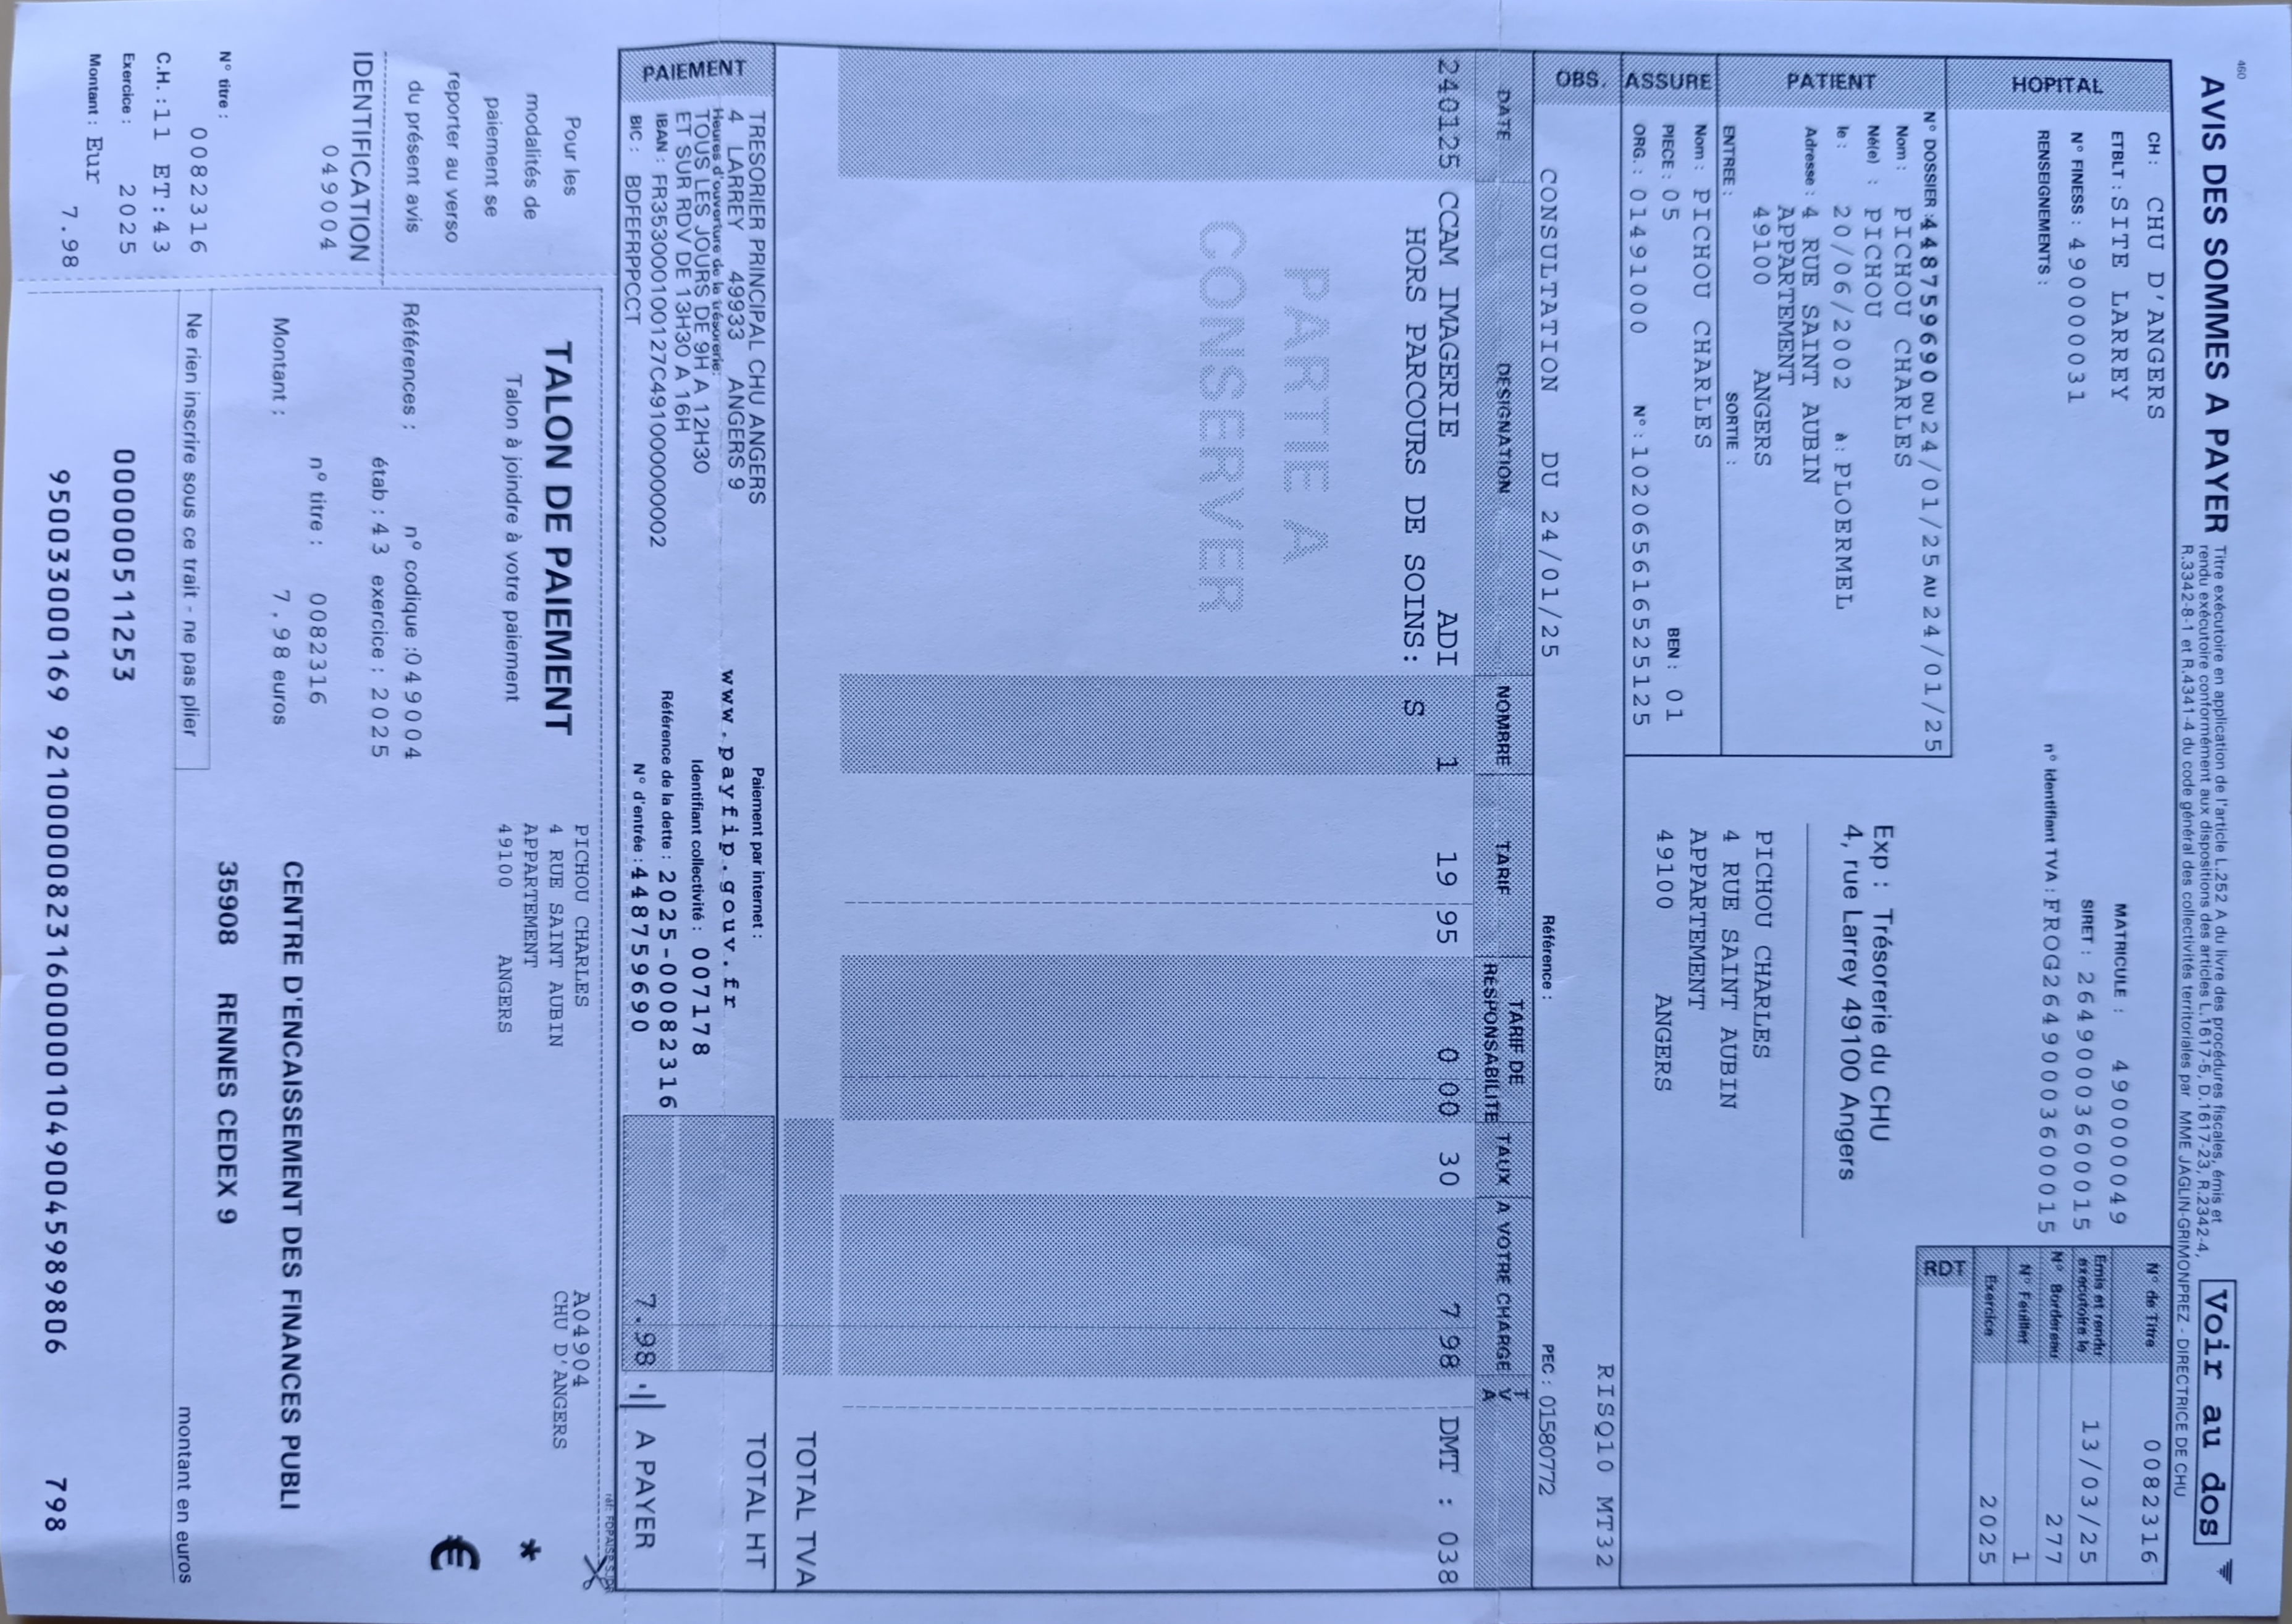 460
AVIS DES SOMMES A PAYER
Titre exécutoire en application de l'article L.252 A du livre des procédures fiscales, émis et
rendu exécutoire conformément aux dispositions des articles L.1617-5, D.1617-23, R.2342-4,
R.3342-8-1 et R.4341-4 du code général des collectivités territoriales par MME JAGLIN-GRIMONPREZ - DIRECTRICE DE CHU
Voir au dos
HOPITAL
CH : CHU D'ANGERS
ETBLT : SITE LARREY
N° FINESS : 490000031
RENSEIGNEMENTS :
MATRICULE : 490000049
SIRET : 26490003600015
n° Identifiant TVA : FROG26490003600015
N° de Titre 0082316
Emis et rendu exécutoire le 13/03/25
N° Bordereau 277
N° Feuillet 1
Exercice 2025
T
D
R
PATIENT
N° DOSSIER : 448759690 DU 24/01/25 AU 24/01/25
Nom : PICHOU CHARLES
Né(e) : PICHOU
le : 20/06/2002 à : PLOERMEL
Adresse : 4 RUE SAINT AUBIN
APPARTEMENT
49100 ANGERS
ENTREE : SORTIE :
Exp : Trésorerie du CHU
4, rue Larrey 49100 Angers
PICHOU CHARLES
4 RUE SAINT AUBIN
APPARTEMENT
49100 ANGERS
ASSURE
Nom : PICHOU CHARLES
PIECE : 05 BEN : 01
ORG. : 01491000 N° : 102065616525125
RISQ10 MT32
OBS.
CONSULTATION DU 24/01/25
Référence :
PEC : 01580772
DATE DESIGNATION NOMBRE TARIF TARIF DE RESPONSABILITE TAUX A VOTRE CHARGE TVA
240125 CCAM IMAGERIE ADI 1 19 95 0 00 30 7 98 DMT : 038
HORS PARCOURS DE SOINS: S
PARTIE A
CONSERVER
TOTAL TVA
PAIEMENT
TRESORIER PRINCIPAL CHU ANGERS
4 LARREY 49933 ANGERS 9
Heures d'ouverture de la trésorerie:
TOUS LES JOURS DE 9H A 12H30
ET SUR RDV DE 13H30 A 16H
IBAN : FR353000100127C4910000000002
BIC : BDFEFRPPCCT
Paiement par internet :
www.payfip.gouv.fr
Identifiant collectivité : 007178
Référence de la dette : 2025-00082316
N° d'entrée : 448759690
TOTAL HT
7.98 A PAYER
réf: FDPAISP
Pour les
modalités de
paiement se
reporter au verso
du présent avis
IDENTIFICATION
049004
N° titre :
0082316
C.H.:11 ET:43
Exercice : 2025
Montant : Eur
7.98
TALON DE PAIEMENT
Talon à joindre à votre paiement
Références : n° codique :049004
étab : 43 exercice : 2025
n° titre : 0082316
Montant : 7.98 euros
PICHOU CHARLES
4 RUE SAINT AUBIN
APPARTEMENT
49100 ANGERS
A04904
CHU D'ANGERS
*
€
CENTRE D'ENCAISSEMENT DES FINANCES PUBLI
35908 RENNES CEDEX 9
Ne rien inscrire sous ce trait - ne pas plier
montant en euros
000000511253
950033000169 9210000082316000000104900459 89806 798